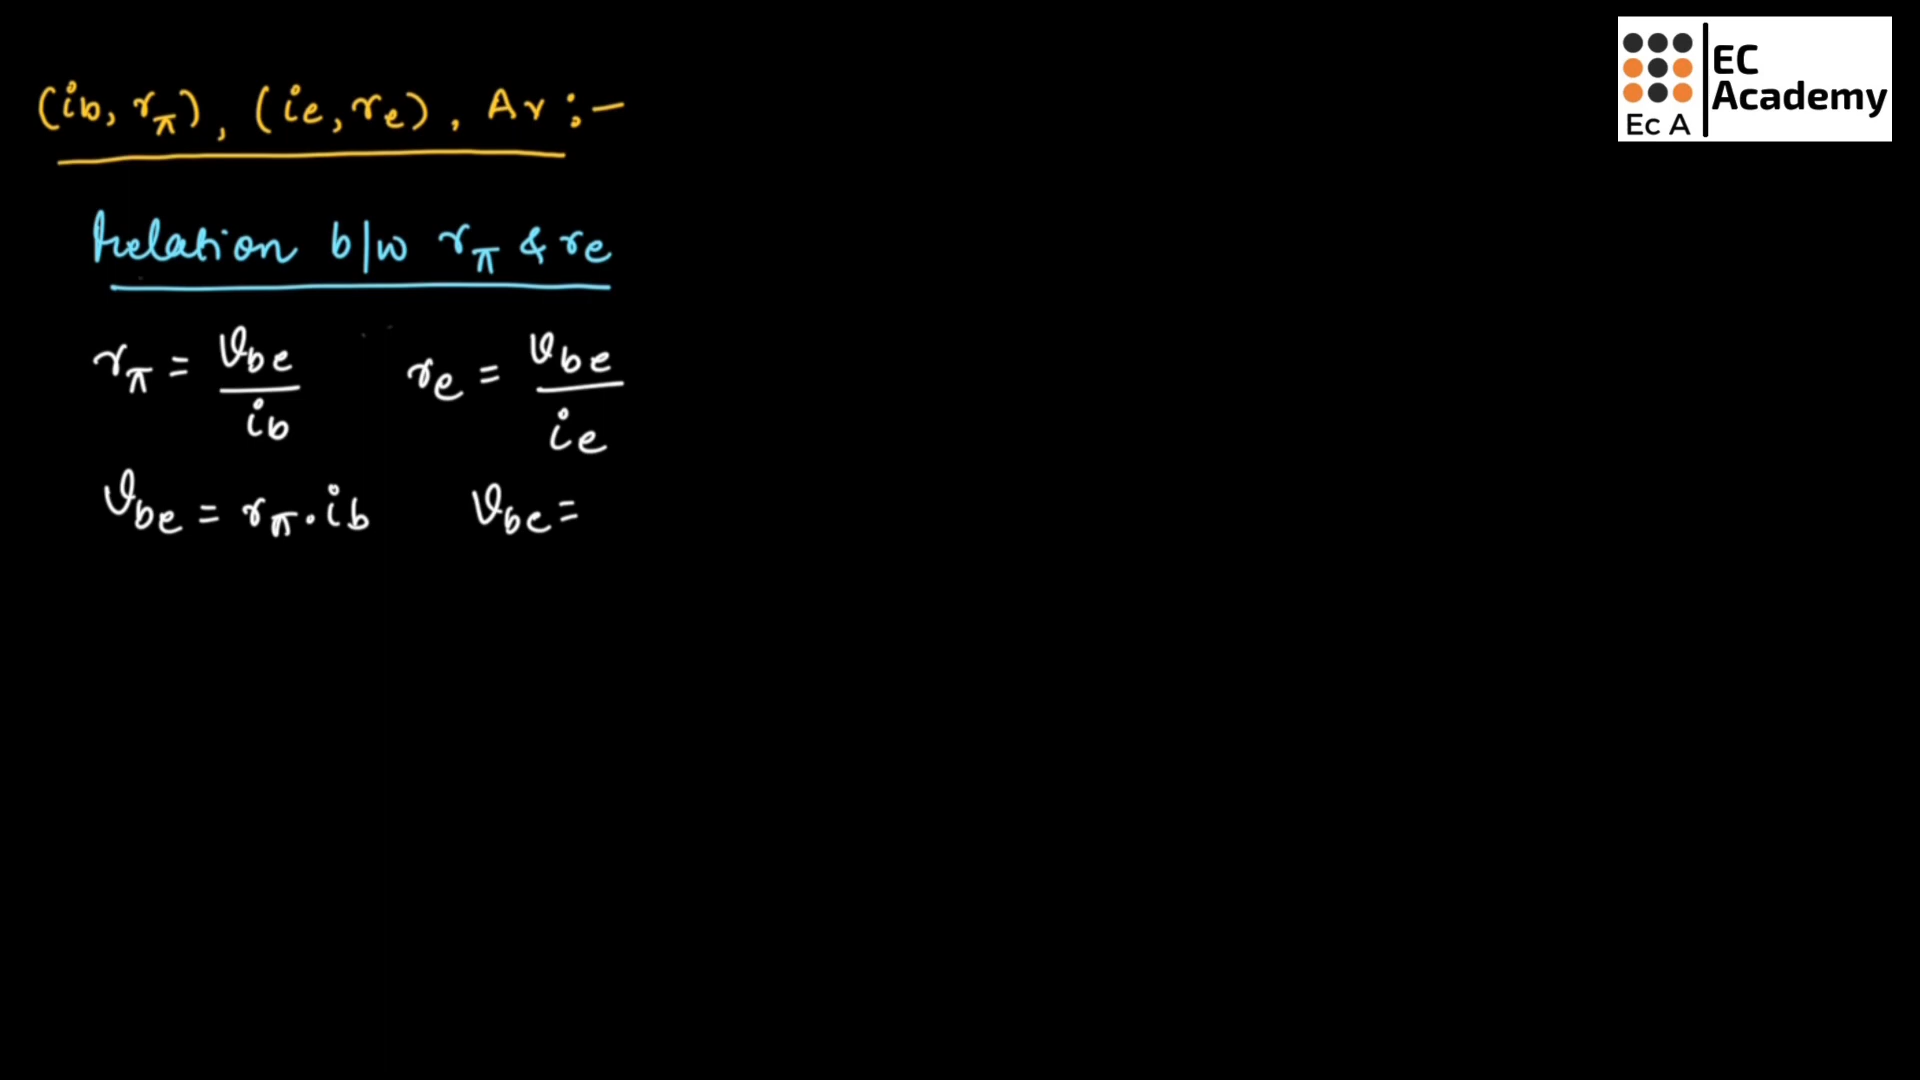 (ib, rπ), (ie, re), Av :-
Relation b/w rπ & re
rπ = vbe / ib    re = vbe / ie
vbe = rπ . ib    vbe =
EC
Academy
Ec A